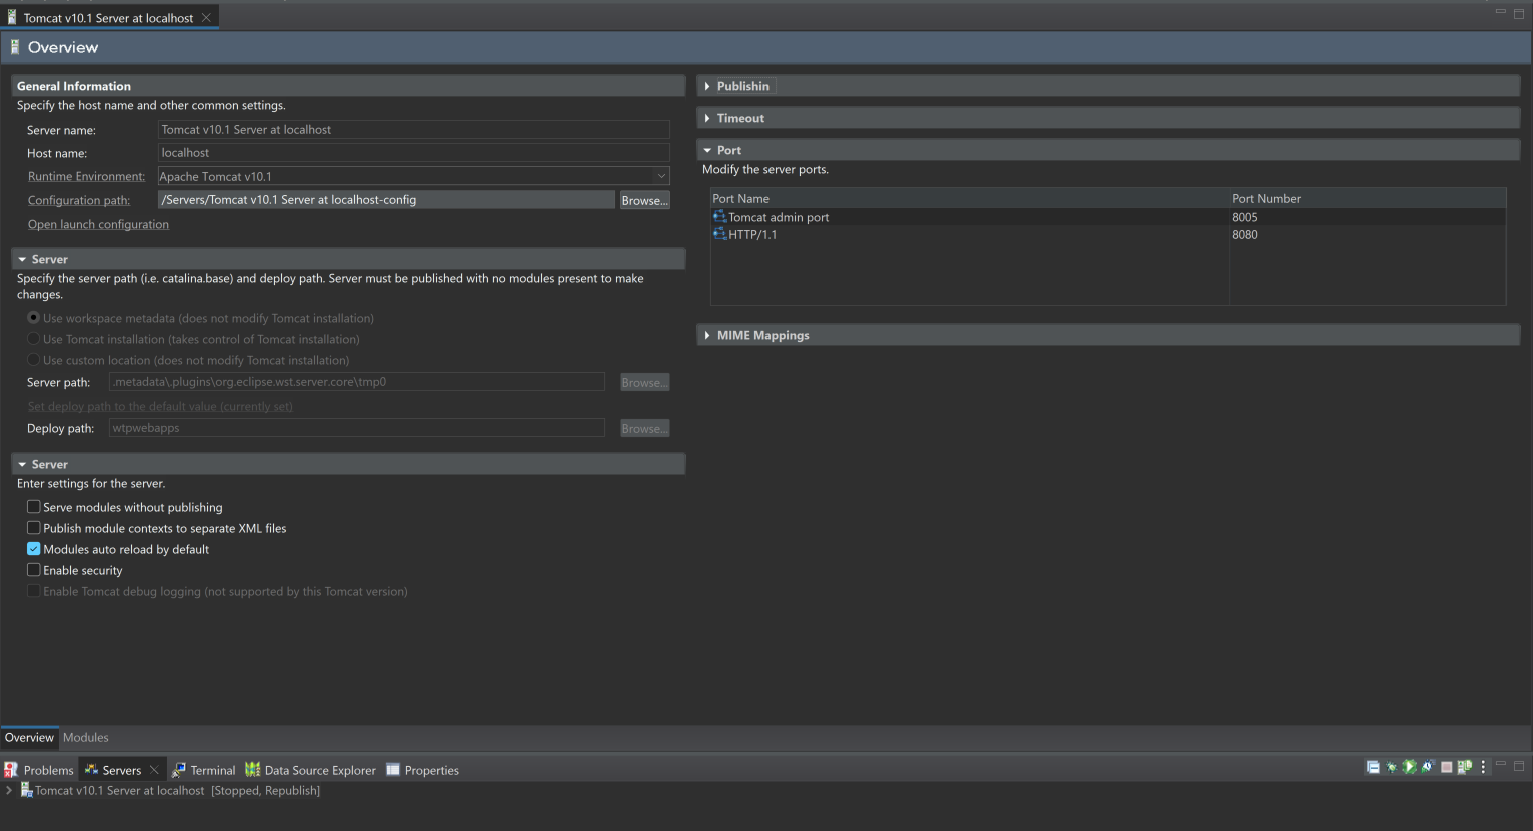 Tomcat v10.1 Server at localhost
Overview
General Information
Specify the host name and other common settings.
Server name: Tomcat v10.1 Server at localhost
Host name: localhost
Runtime Environment: Apache Tomcat v10.1
Configuration path: /Servers/Tomcat v10.1 Server at localhost-config Browse...
Open launch configuration
Server
Specify the server path (i.e. catalina.base) and deploy path. Server must be published with no modules present to make
changes.
Use workspace metadata (does not modify Tomcat installation)
Use Tomcat installation (takes control of Tomcat installation)
Use custom location (does not modify Tomcat installation)
Server path: .metadata\.plugins\org.eclipse.wst.server.core\tmp0 Browse...
Set deploy path to the default value (currently set)
Deploy path: wtpwebapps Browse...
Server
Enter settings for the server.
Serve modules without publishing
Publish module contexts to separate XML files
Modules auto reload by default
Enable security
Enable Tomcat debug logging (not supported by this Tomcat version)
Publishin
Timeout
Port
Modify the server ports.
Port Name Port Number
Tomcat admin port 8005
HTTP/1.1 8080
MIME Mappings
Overview Modules
Problems Servers Terminal Data Source Explorer Properties
Tomcat v10.1 Server at localhost [Stopped, Republish]